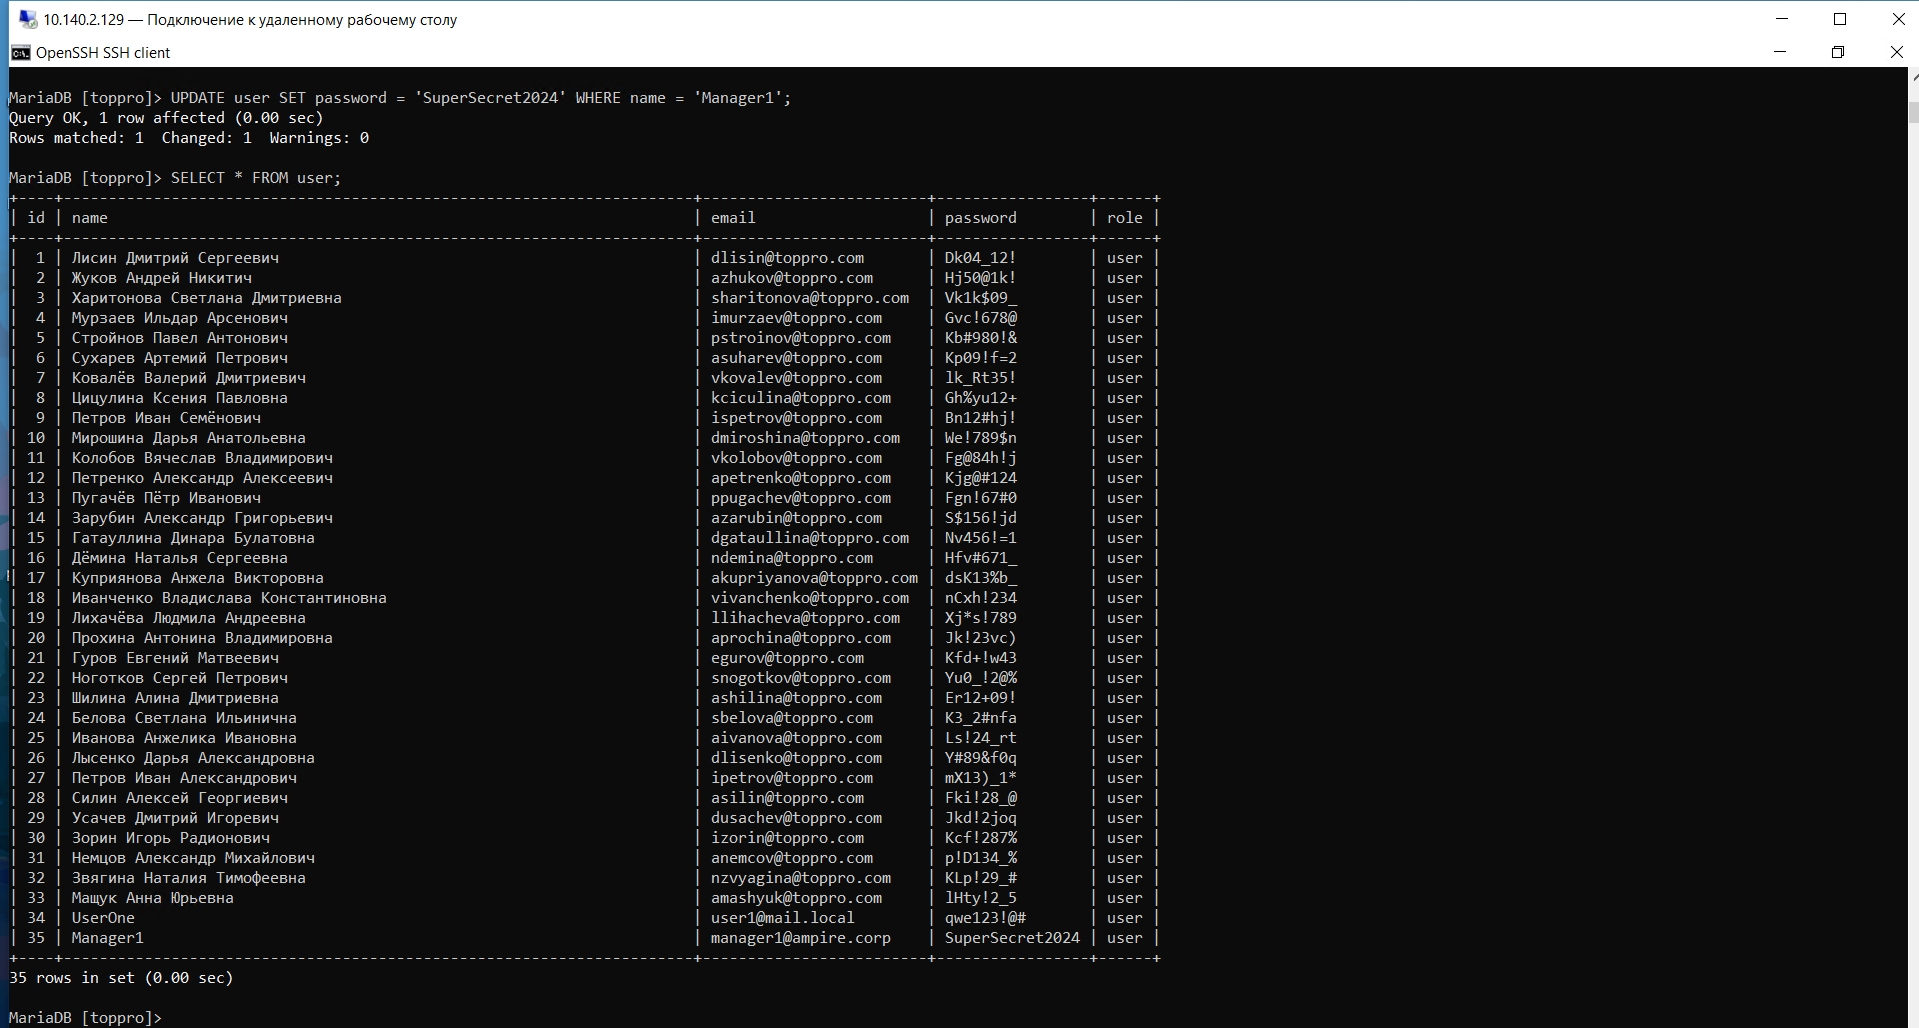 10.140.2.129 — Подключение к удаленному рабочему столу
OpenSSH SSH client
MariaDB [toppro]> UPDATE user SET password = 'SuperSecret2024' WHERE name = 'Manager1';
Query OK, 1 row affected (0.00 sec)
Rows matched: 1  Changed: 1  Warnings: 0
MariaDB [toppro]> SELECT * FROM user;
| id | name | email | password | role |
| 1 | Лисин Дмитрий Сергеевич | dlisin@toppro.com | Dk04_12! | user |
| 2 | Жуков Андрей Никитич | azhukov@toppro.com | Hj50@1k! | user |
| 3 | Харитонова Светлана Дмитриевна | sharitonova@toppro.com | Vk1k$09_ | user |
| 4 | Мурзаев Ильдар Арсенович | imurzaev@toppro.com | Gvc!678@ | user |
| 5 | Стройнов Павел Антонович | pstroinov@toppro.com | Kb#980!& | user |
| 6 | Сухарев Артемий Петрович | asuharev@toppro.com | Kp09!f=2 | user |
| 7 | Ковалёв Валерий Дмитриевич | vkovalev@toppro.com | lk_Rt35! | user |
| 8 | Цицулина Ксения Павловна | kciculina@toppro.com | Gh%yu12+ | user |
| 9 | Петров Иван Семёнович | ispetrov@toppro.com | Bn12#hj! | user |
| 10 | Мирошина Дарья Анатольевна | dmiroshina@toppro.com | We!789$n | user |
| 11 | Колобов Вячеслав Владимирович | vkolobov@toppro.com | Fg@84h!j | user |
| 12 | Петренко Александр Алексеевич | apetrenko@toppro.com | Kjg@#124 | user |
| 13 | Пугачёв Пётр Иванович | ppugachev@toppro.com | Fgn!67#0 | user |
| 14 | Зарубин Александр Григорьевич | azarubin@toppro.com | S$156!jd | user |
| 15 | Гатауллина Динара Булатовна | dgataullina@toppro.com | Nv456!=1 | user |
| 16 | Дёмина Наталья Сергеевна | ndemina@toppro.com | Hfv#671_ | user |
| 17 | Куприянова Анжела Викторовна | akupriyanova@toppro.com | dsK13%b_ | user |
| 18 | Иванченко Владислава Константиновна | vivanchenko@toppro.com | nCxh!234 | user |
| 19 | Лихачёва Людмила Андреевна | llihacheva@toppro.com | Xj*s!789 | user |
| 20 | Прохина Антонина Владимировна | aprochina@toppro.com | Jk!23vc) | user |
| 21 | Гуров Евгений Матвеевич | egurov@toppro.com | Kfd+!w43 | user |
| 22 | Ноготков Сергей Петрович | snogotkov@toppro.com | Yu0_!2@% | user |
| 23 | Шилина Алина Дмитриевна | ashilina@toppro.com | Er12+09! | user |
| 24 | Белова Светлана Ильинична | sbelova@toppro.com | K3_2#nfa | user |
| 25 | Иванова Анжелика Ивановна | aivanova@toppro.com | Ls!24_rt | user |
| 26 | Лысенко Дарья Александровна | dlisenko@toppro.com | Y#89&f0q | user |
| 27 | Петров Иван Александрович | ipetrov@toppro.com | mX13)_1* | user |
| 28 | Силин Алексей Георгиевич | asilin@toppro.com | Fki!28_@ | user |
| 29 | Усачев Дмитрий Игоревич | dusachev@toppro.com | Jkd!2joq | user |
| 30 | Зорин Игорь Радионович | izorin@toppro.com | Kcf!287% | user |
| 31 | Немцов Александр Михайлович | anemcov@toppro.com | p!D134_% | user |
| 32 | Звягина Наталия Тимофеевна | nzvyagina@toppro.com | KLp!29_# | user |
| 33 | Мащук Анна Юрьевна | amashyuk@toppro.com | lHty!2_5 | user |
| 34 | UserOne | user1@mail.local | qwe123!@# | user |
| 35 | Manager1 | manager1@ampire.corp | SuperSecret2024 | user |
35 rows in set (0.00 sec)
MariaDB [toppro]>